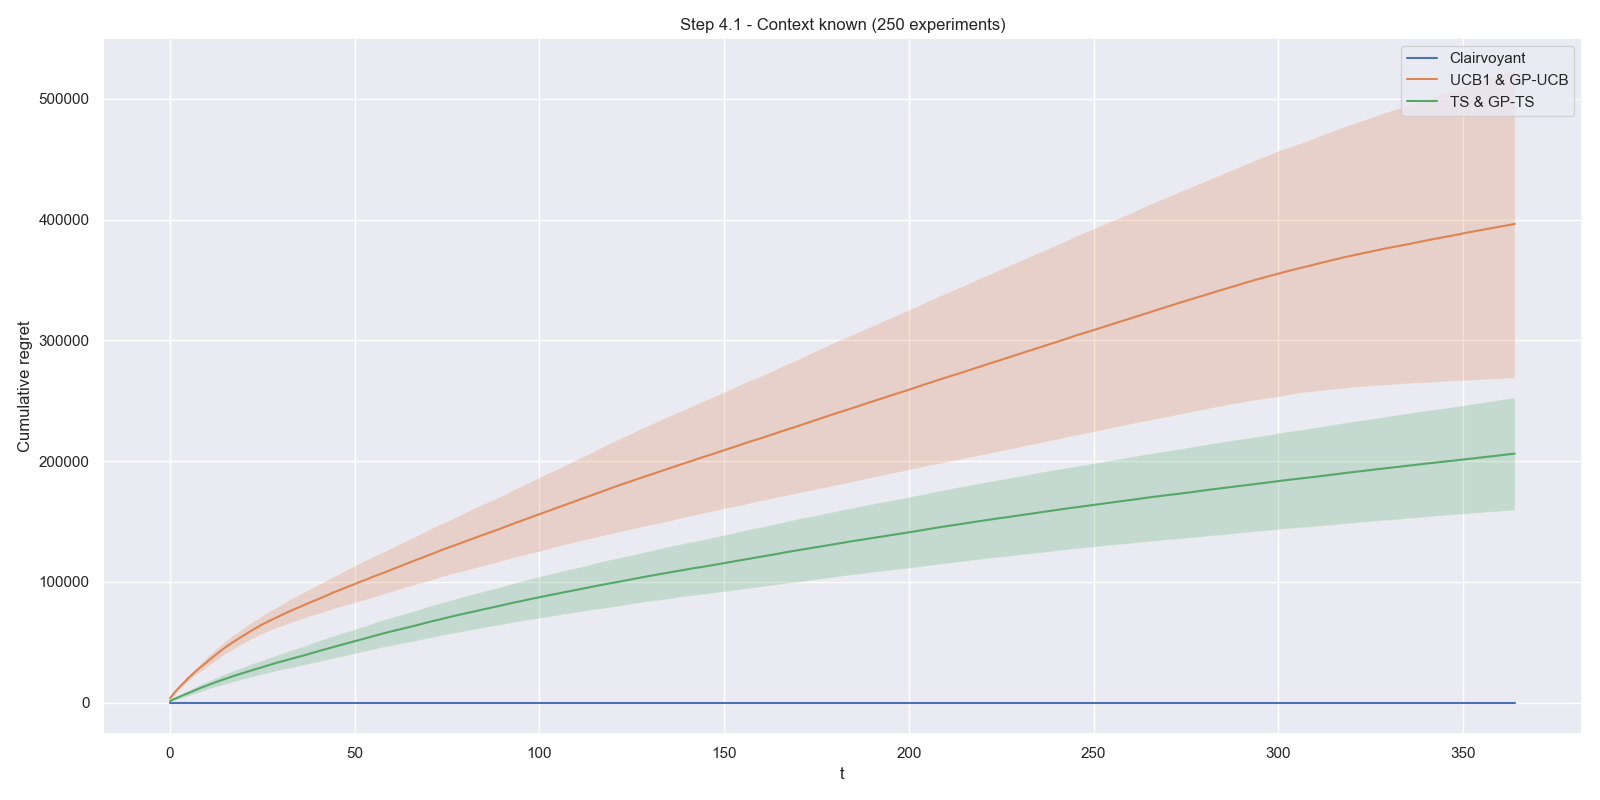 Step 4.1 - Context known (250 experiments)
Clairvoyant
UCB1 & GP-UCB
TS & GP-TS
Cumulative regret
500000
400000
300000
200000
100000
0
0 50 100 150 200 250 300 350
t